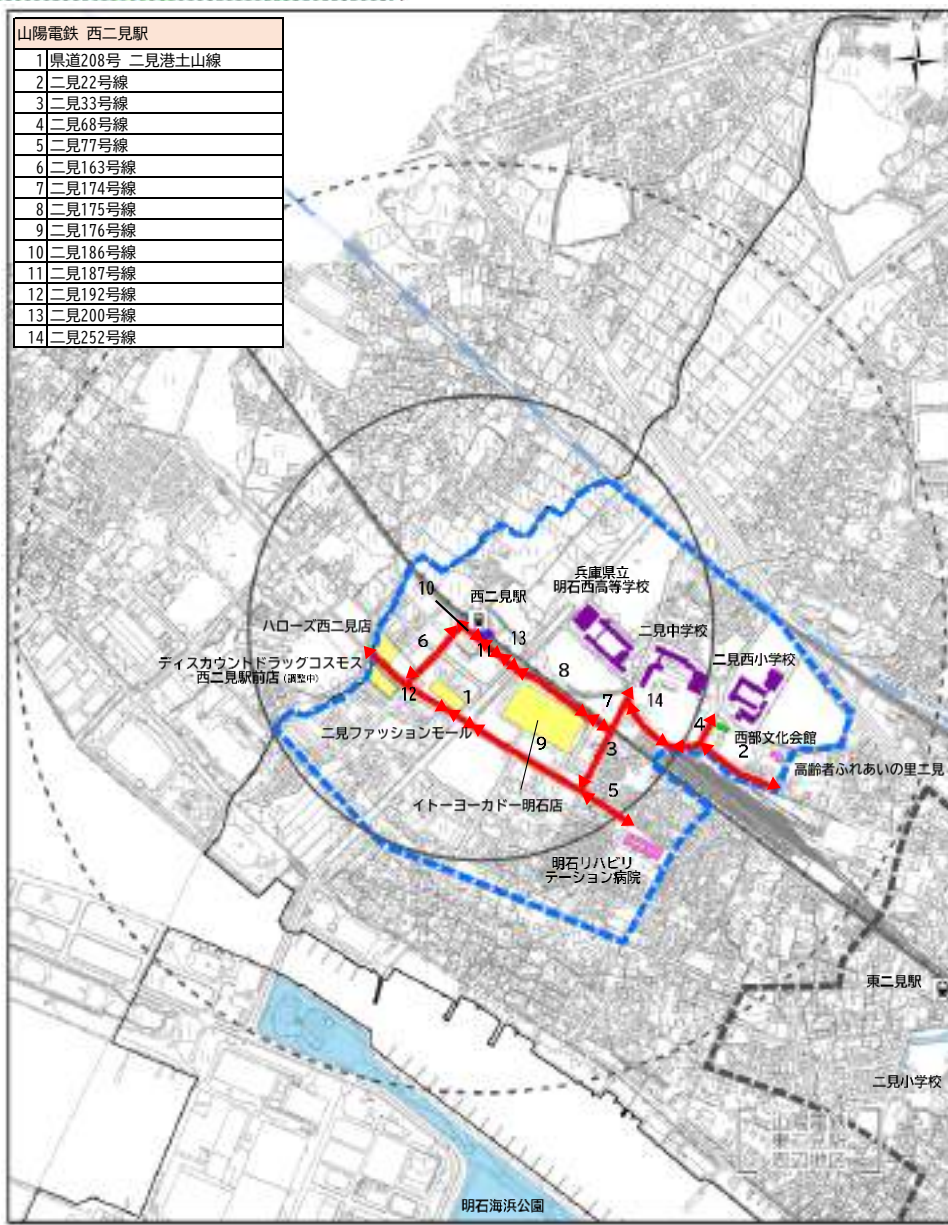 山陽電鉄 西二見駅
1 県道208号 二見港土山線
2 二見22号線
3 二見33号線
4 二見68号線
5 二見77号線
6 二見163号線
7 二見174号線
8 二見175号線
9 二見176号線
10 二見186号線
11 二見187号線
12 二見192号線
13 二見200号線
14 二見252号線
兵庫県立
明石西高等学校
10
西二見駅
ハローズ西二見店
6
11
13
二見中学校
ディスカウントドラッグコスモス
西二見駅前店(調整中)
8
二見西小学校
12
1
7
14
二見ファッションモール
9
3
4
西部文化会館
2
高齢者ふれあいの里二見
イトーヨーカドー明石店
5
明石リハビリ
テーション病院
東二見駅
二見小学校
明石海浜公園